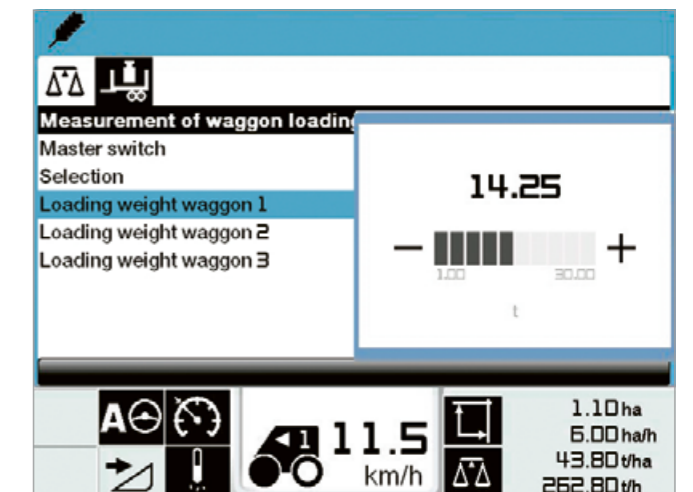 Measurement of waggon loading
Master switch
Selection
Loading weight waggon 1
Loading weight waggon 2
Loading weight waggon 3
14.25
− +
1.00 30.00
t
A
1
11.5
km/h
1.10 ha
6.00 ha/h
43.80 t/ha
262.80 t/h